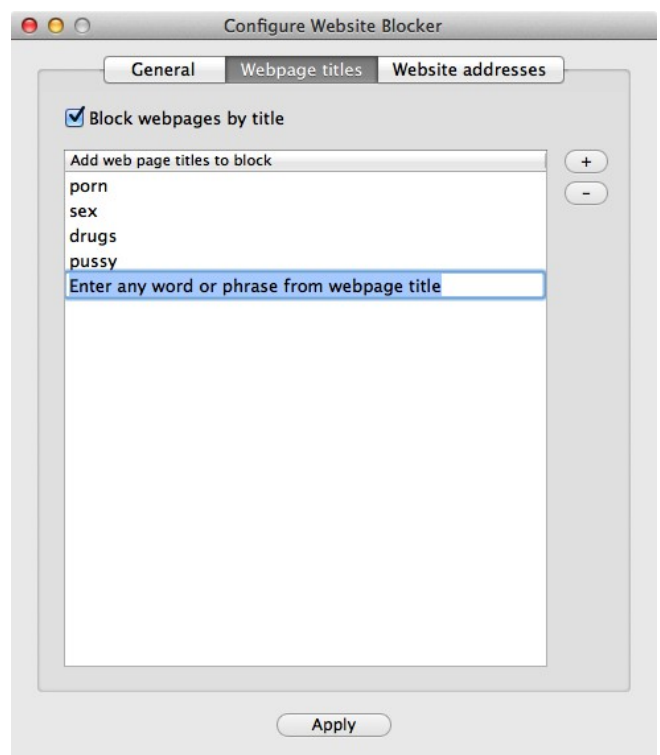 Configure Website Blocker
General Webpage titles Website addresses
Block webpages by title
Add web page titles to block
+
porn
-
sex
drugs
pussy
Enter any word or phrase from webpage title
Apply